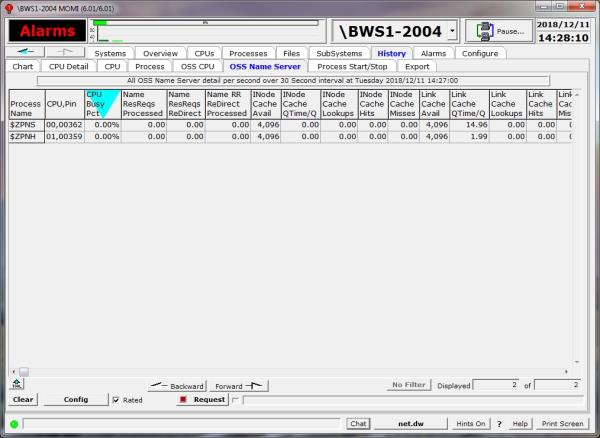 \BWS1-2004 MOMI (6.01/6.01)
Alarms
\BWS1-2004
Pause...
2018/12/11
14:28:10
Systems Overview CPUs Processes Files SubSystems History Alarms Configure
Chart CPU Detail CPU Process OSS CPU OSS Name Server Process Start/Stop Export
All OSS Name Server detail per second over 30 Second interval at Tuesday 2018/12/11 14:27:00
CPU Name Name Name RR INode INode INode INode INode Link Link Link Link Link
Process CPU,Pin Busy ResReqs ResReqs ReDirect Cache Cache Cache Cache Cache Cache Cache Cache Cache Cac
Name Pct Processed ReDirect Processed Avail QTime/Q Lookups Hits Misses Avail QTime/Q Lookups Hits Mis
$ZPNS 00,00362 0.00% 0.00 0.00 0.00 4,096 0.00 0.00 0.00 0.00 4,096 14.96 0.00 0.00
$ZPNH 01,00359 0.00% 0.00 0.00 0.00 4,096 0.00 0.00 0.00 0.00 4,096 1.99 0.00 0.00
Backward Forward No Filter Displayed 2 of 2
Clear Config Rated Request
Chat net.dw Hints On ? Help Print Screen